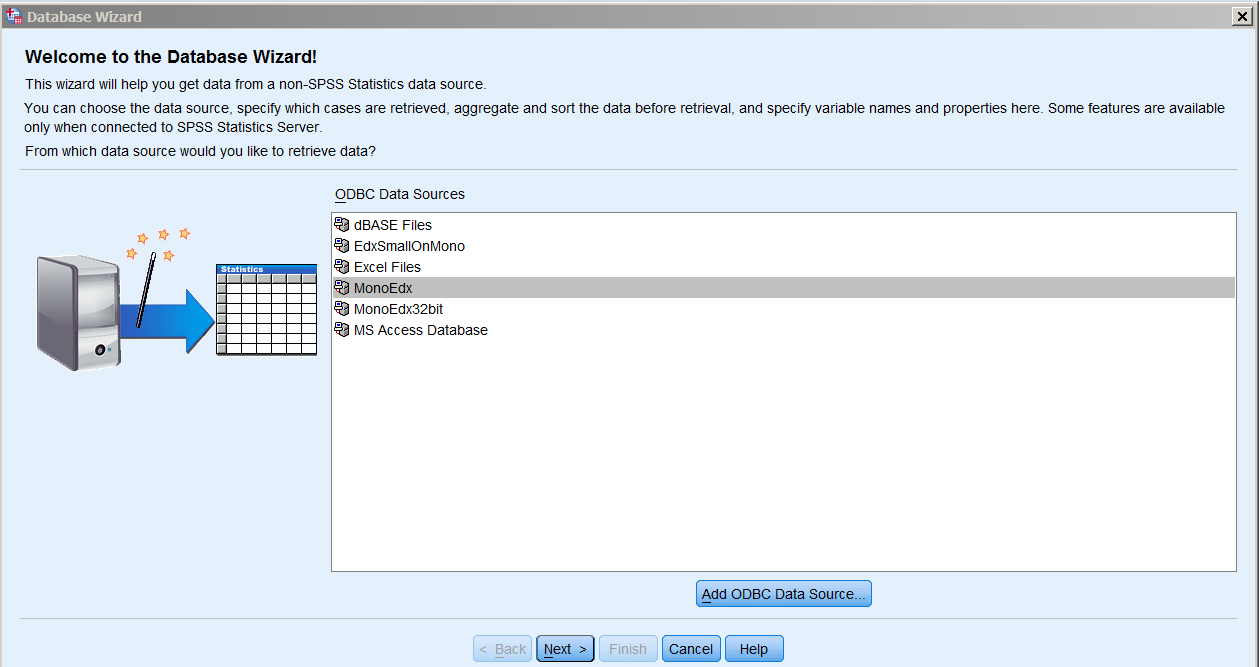 Database Wizard
Welcome to the Database Wizard!
This wizard will help you get data from a non-SPSS Statistics data source.
You can choose the data source, specify which cases are retrieved, aggregate and sort the data before retrieval, and specify variable names and properties here. Some features are available
only when connected to SPSS Statistics Server.
From which data source would you like to retrieve data?
ODBC Data Sources
dBASE Files
EdxSmallOnMono
Excel Files
MonoEdx
MonoEdx32bit
MS Access Database
Statistics
Add ODBC Data Source...
< Back
Next >
Finish
Cancel
Help